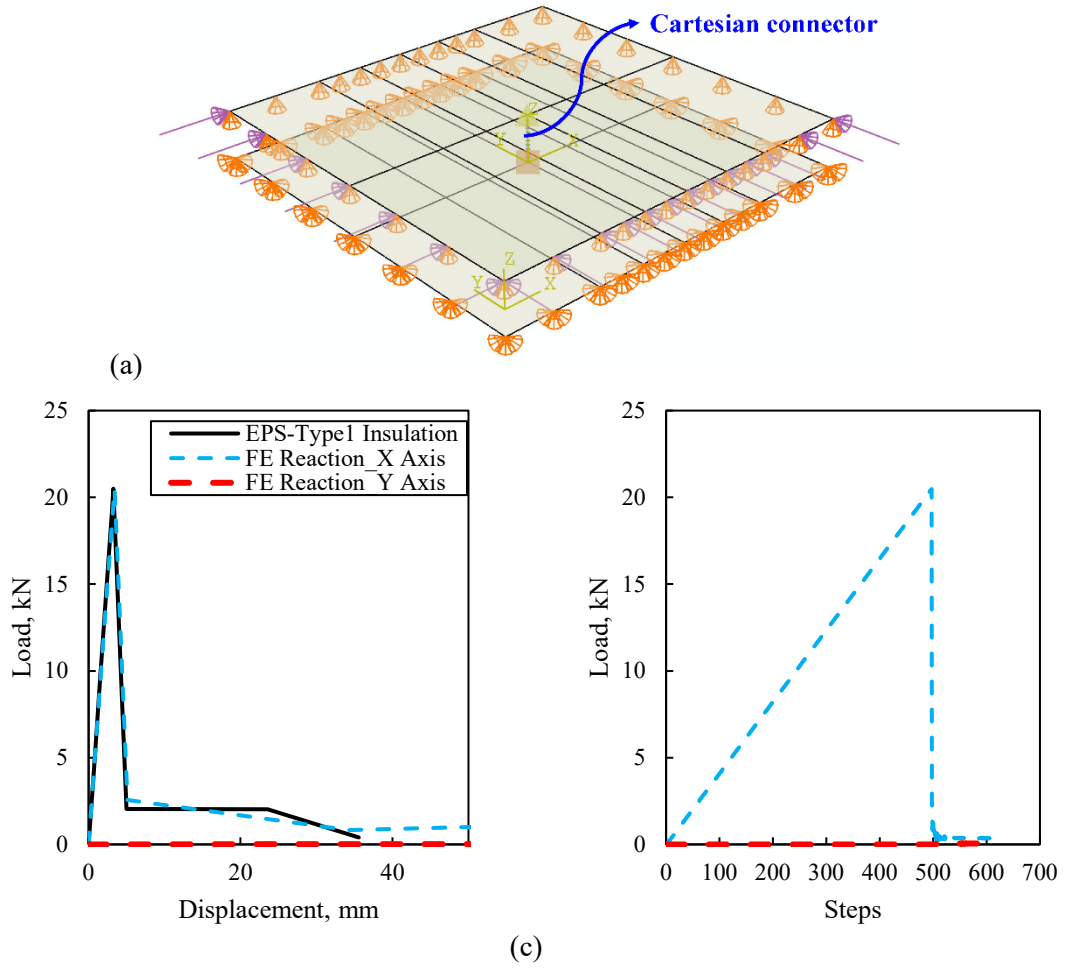 Cartesian connector
Z
Y
X
Z
Y
X
(a)
25
20
15
10
5
0
Load, kN
EPS-Type1 Insulation
FE Reaction_X Axis
FE Reaction_Y Axis
0 20 40
Displacement, mm
25
20
15
10
5
0
Load, kN
0 100 200 300 400 500 600 700
Steps
(c)